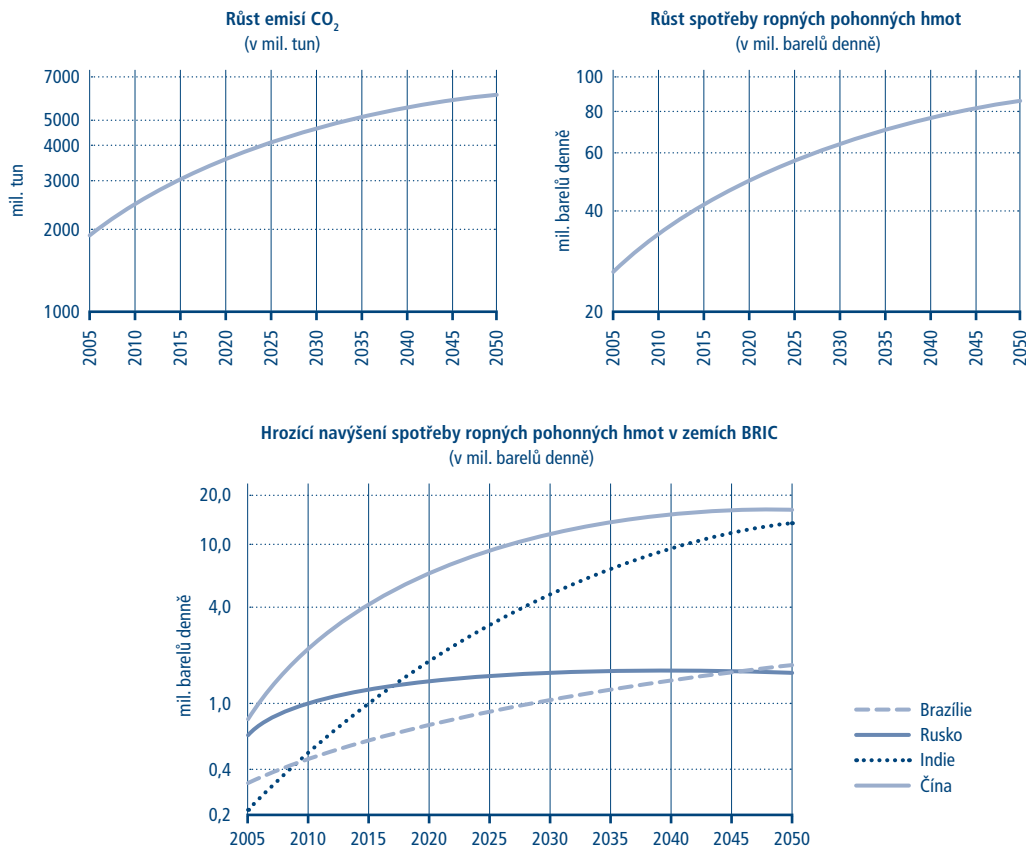 Růst emisí CO₂
(v mil. tun)
7000
5000
4000
3000
2000
1000
mil. tun
2005
2010
2015
2020
2025
2030
2035
2040
2045
2050
Růst spotřeby ropných pohonných hmot
(v mil. barelů denně)
100
80
60
40
20
mil. barelů denně
2005
2010
2015
2020
2025
2030
2035
2040
2045
2050
Hrozící navýšení spotřeby ropných pohonných hmot v zemích BRIC
(v mil. barelů denně)
20,0
10,0
4,0
1,0
0,4
0,2
mil. barelů denně
2005 2010 2015 2020 2025 2030 2035 2040 2045 2050
Brazílie
Rusko
Indie
Čína